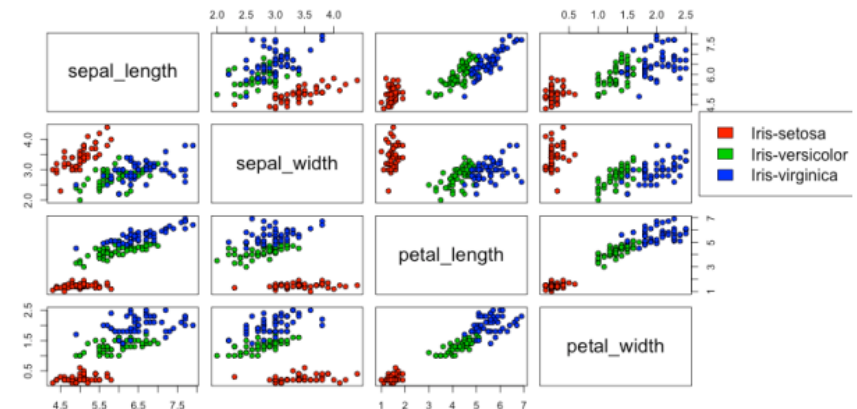 2.0 2.5 3.0 3.5 4.0
0.5 1.0 1.5 2.0 2.5
sepal_length
4.5 6.0 7.5
2.0 3.0 4.0
sepal_width
Iris-setosa
Iris-versicolor
Iris-virginica
petal_length
1 3 5 7
0.5 1.5 2.5
petal_width
4.5 5.5 6.5 7.5
1 2 3 4 5 6 7